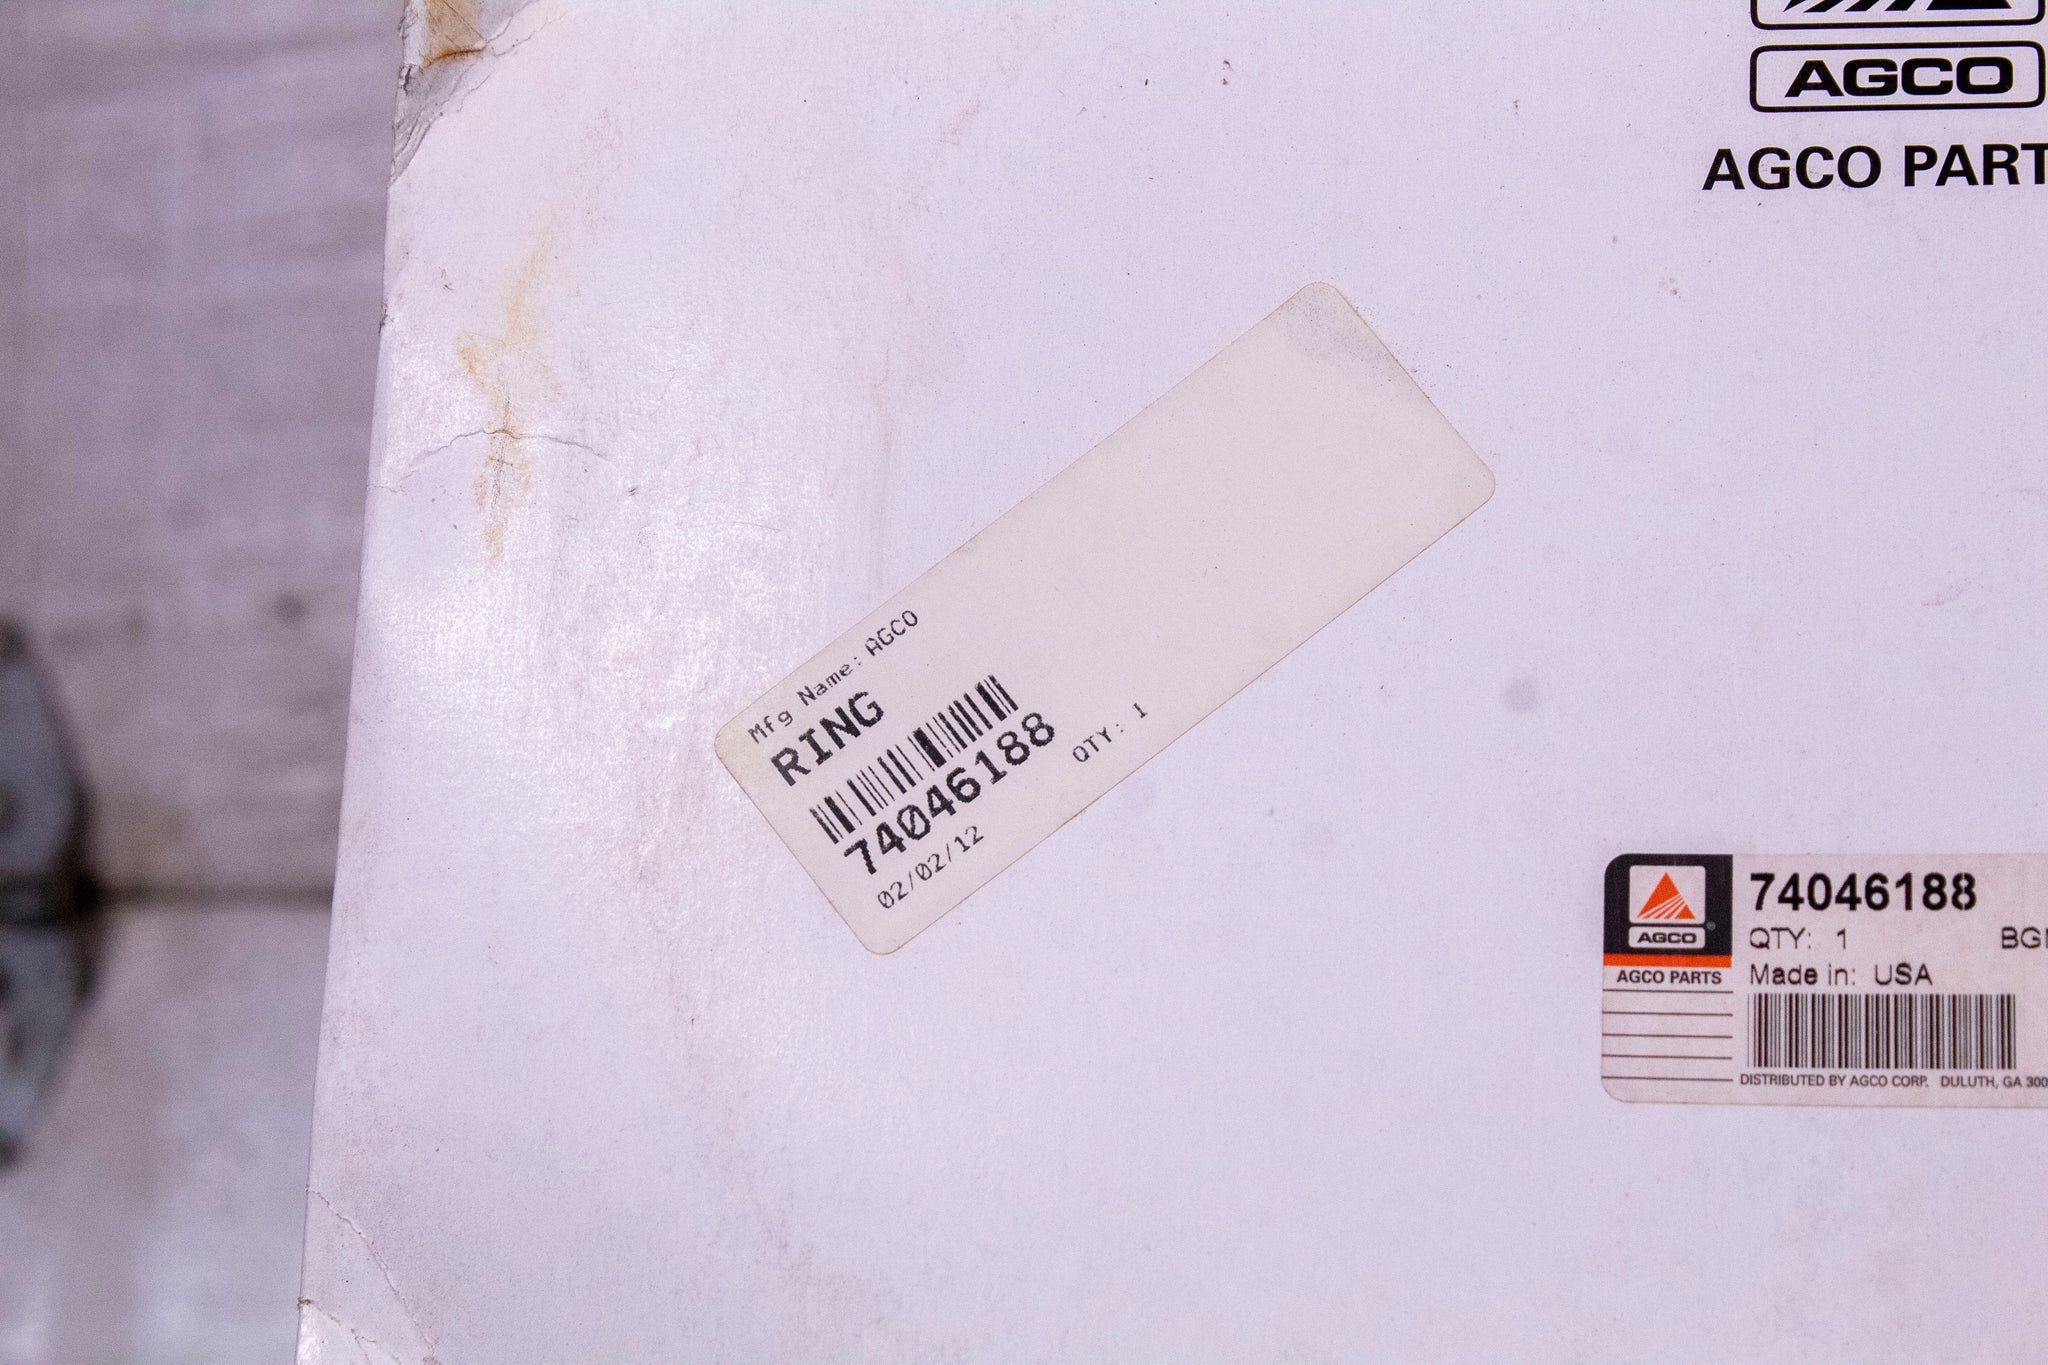 AGCO
AGCO PART
Mfg Name: AGCO
RING
74046188
02/02/12
QTY: 1
AGCO
AGCO PARTS
74046188
QTY: 1
Made in: USA
DISTRIBUTED BY AGCO CORP. DULUTH, GA 300